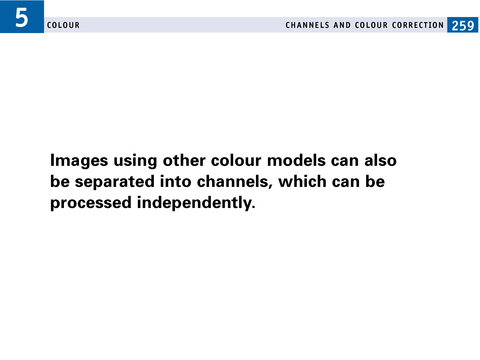 5
COLOUR
CHANNELS AND COLOUR CORRECTION 259
Images using other colour models can also
be separated into channels, which can be
processed independently.